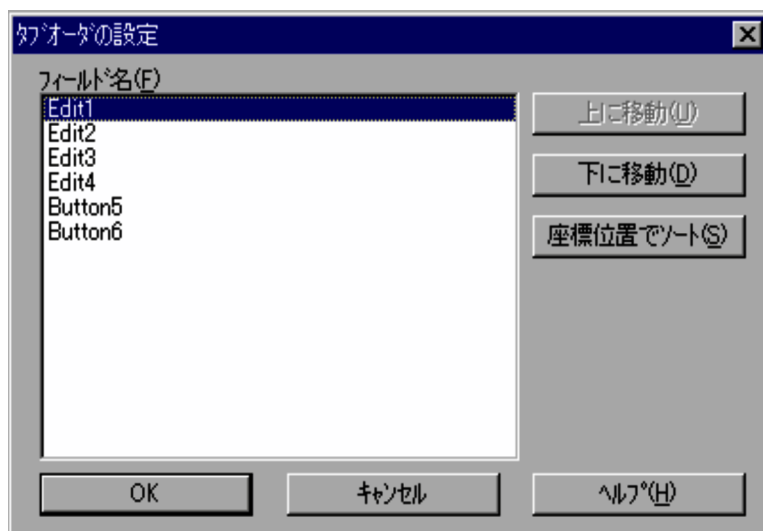 ﾀﾌﾞｵｰﾀﾞの設定
ﾌｨｰﾙﾄﾞ名(F)
Edit1
Edit2
Edit3
Edit4
Button5
Button6
上に移動(U)
下に移動(D)
座標位置でｿｰﾄ(S)
OK
ｷｬﾝｾﾙ
ﾍﾙﾌﾟ(H)